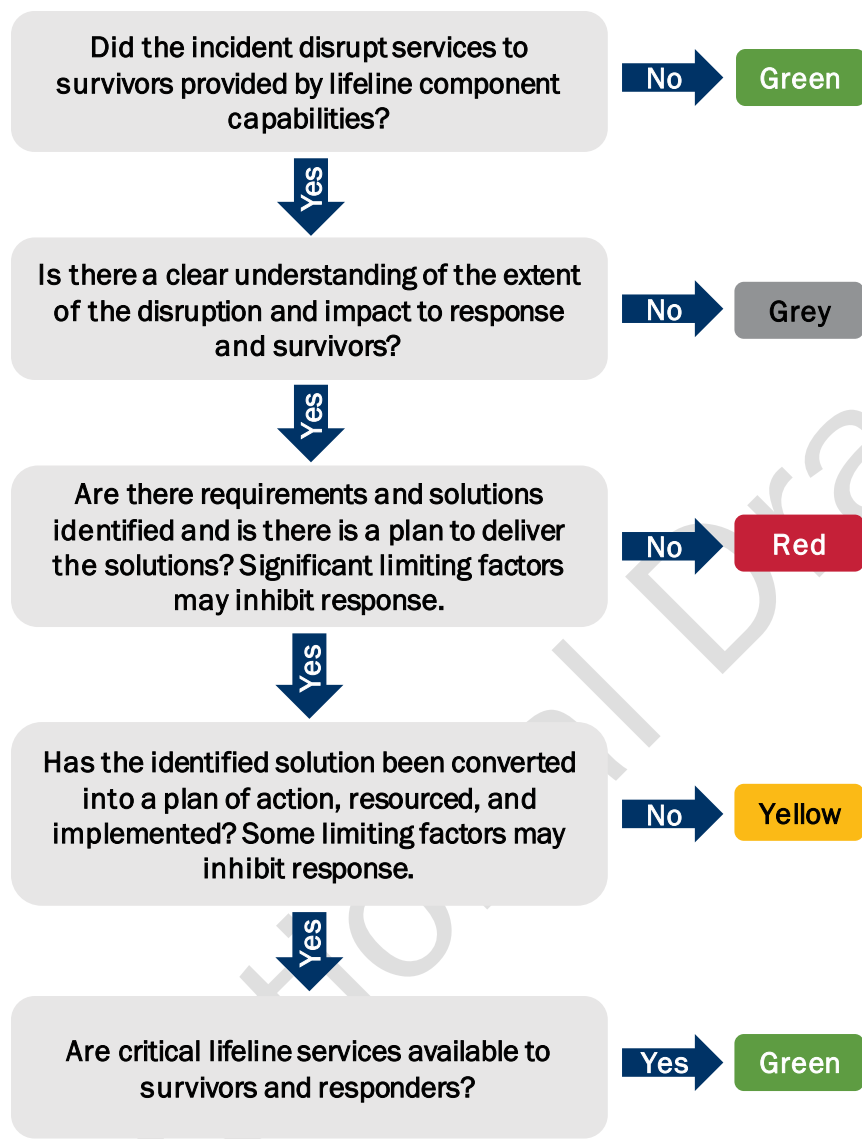 Did the incident disrupt services to
survivors provided by lifeline component
capabilities?
No
Green
Yes
Is there a clear understanding of the extent
of the disruption and impact to response
and survivors?
No
Grey
Yes
Are there requirements and solutions
identified and is there is a plan to deliver
the solutions? Significant limiting factors
may inhibit response.
No
Red
Yes
Has the identified solution been converted
into a plan of action, resourced, and
implemented? Some limiting factors may
inhibit response.
No
Yellow
Yes
Are critical lifeline services available to
survivors and responders?
Yes
Green